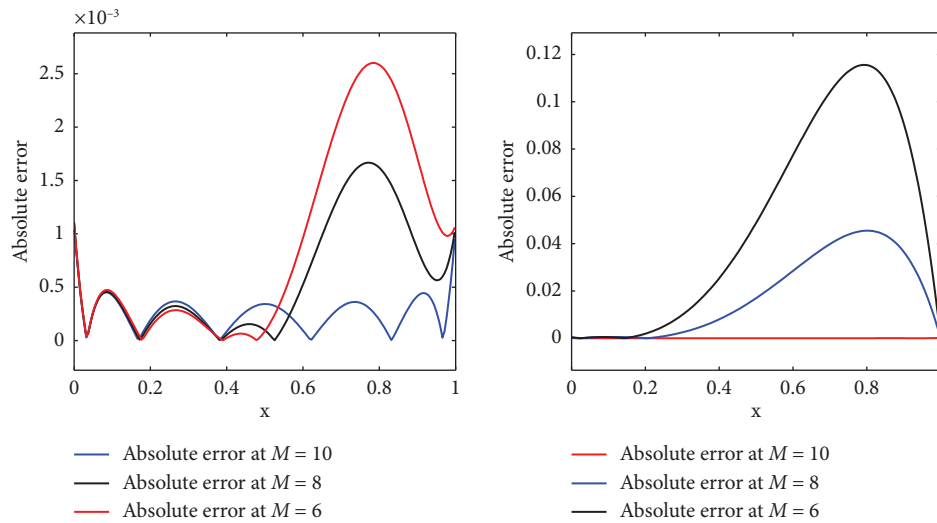 ×10⁻³
2.5
2
1.5
1
0.5
0
Absolute error
0 0.2 0.4 0.6 0.8 1
x
Absolute error at M = 10
Absolute error at M = 8
Absolute error at M = 6
0.12
0.1
0.08
0.06
0.04
0.02
0
Absolute error
0 0.2 0.4 0.6 0.8
x
Absolute error at M = 10
Absolute error at M = 8
Absolute error at M = 6